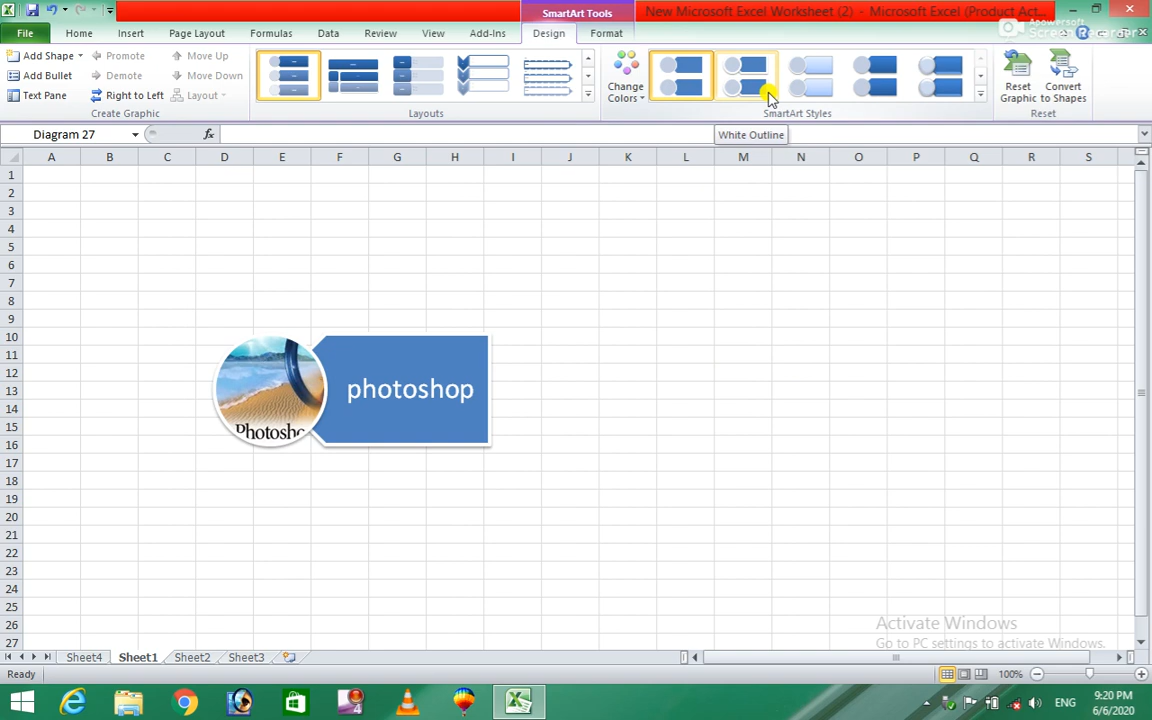 SmartArt Tools
New Microsoft Excel Worksheet (2) - Microsoft Excel (Product Act...
File Home Insert Page Layout Formulas Data Review View Add-Ins Design Format
Apowersoft
Screen Recorder
Add Shape Promote Move Up
Add Bullet Demote Move Down
Text Pane Right to Left Layout
Create Graphic
Layouts
Change
Colors
SmartArt Styles
Reset
Graphic
Convert
to Shapes
Reset
Diagram 27
fx
White Outline
A B C D E F G H I J K L M N O P Q R S
1
2
3
4
5
6
7
8
9
10
11
12
13
14
15
16
17
18
19
20
21
22
23
24
25
26
27
photoshop
Photosho
Activate Windows
Go to PC settings to activate Windows.
Sheet4 Sheet1 Sheet2 Sheet3
Ready
100%
4
ENG
9:20 PM
6/6/2020